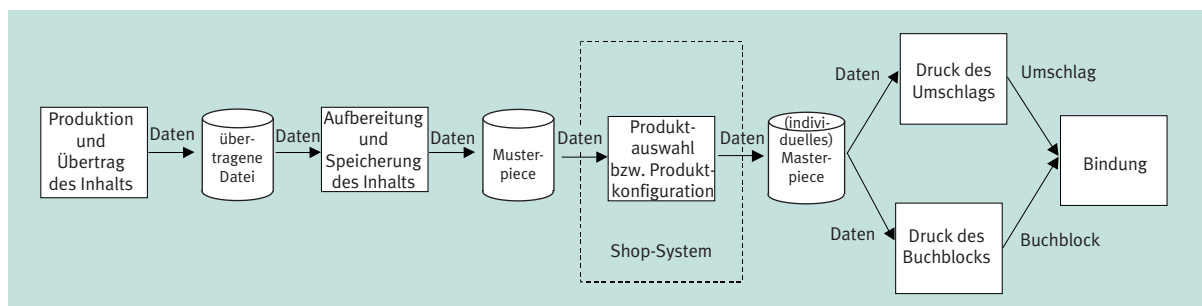 Produktion
und
Übertrag
des Inhalts
Daten
über-
tragene
Datei
Daten
Aufbereitung
und
Speicherung
des Inhalts
Daten
Muster-
piece
Daten
Produkt-
auswahl
bzw. Produkt-
konfiguration
Shop-System
Daten
(indivi-
duelles)
Master-
piece
Daten
Druck des
Umschlags
Umschlag
Daten
Druck des
Buchblocks
Buchblock
Bindung